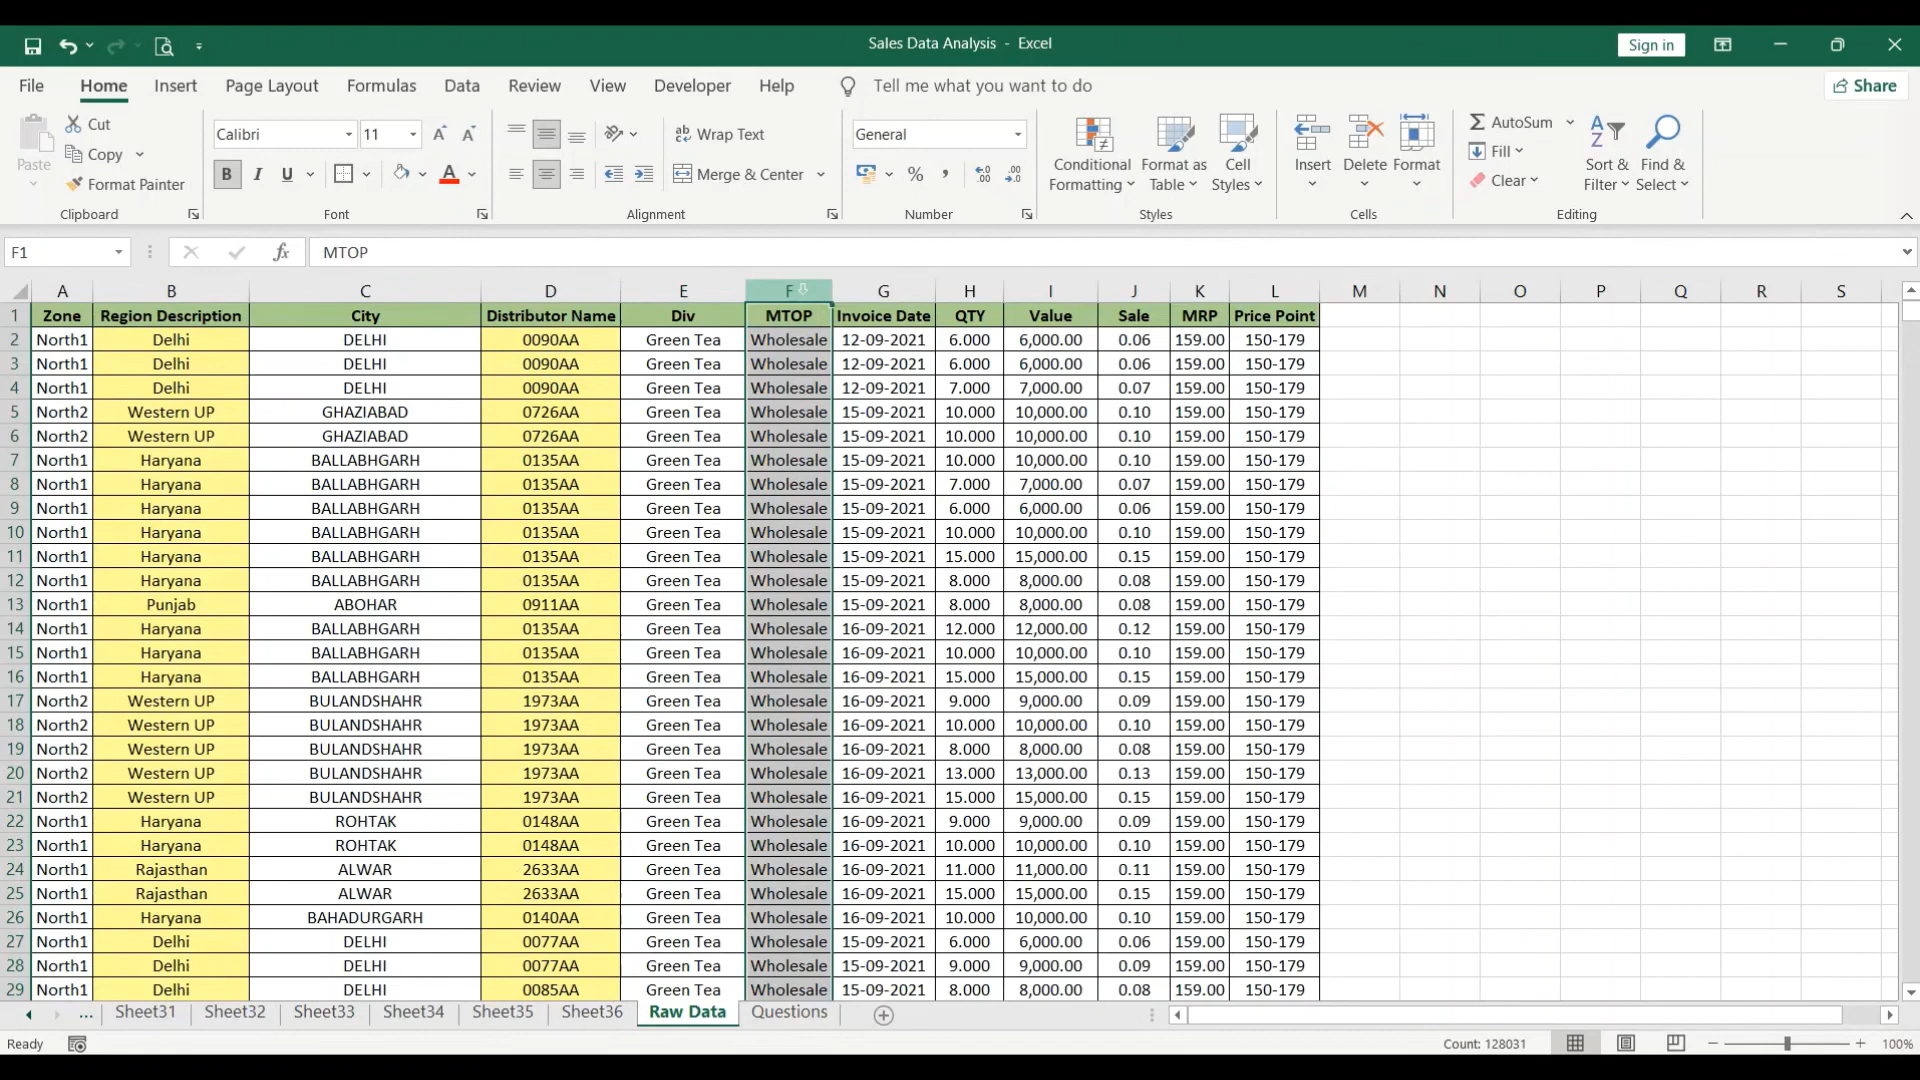 Sales Data Analysis - Excel
Sign in
File Home Insert Page Layout Formulas Data Review View Developer Help Tell me what you want to do Share
Paste
Cut
Copy
Format Painter
Clipboard
Calibri 11
B I U
Font
Wrap Text
Merge & Center
Alignment
General
Number
Conditional Formatting
Format as Table
Cell Styles
Styles
Insert
Delete
Format
Cells
AutoSum
Fill
Clear
Sort & Filter
Find & Select
Editing
F1 fx MTOP
A B C D E F G H I J K L M N O P Q R S
1 Zone Region Description City Distributor Name Div MTOP Invoice Date QTY Value Sale MRP Price Point
2 North1 Delhi DELHI 0090AA Green Tea Wholesale 12-09-2021 6.000 6,000.00 0.06 159.00 150-179
3 North1 Delhi DELHI 0090AA Green Tea Wholesale 12-09-2021 6.000 6,000.00 0.06 159.00 150-179
4 North1 Delhi DELHI 0090AA Green Tea Wholesale 12-09-2021 7.000 7,000.00 0.07 159.00 150-179
5 North2 Western UP GHAZIABAD 0726AA Green Tea Wholesale 15-09-2021 10.000 10,000.00 0.10 159.00 150-179
6 North2 Western UP GHAZIABAD 0726AA Green Tea Wholesale 15-09-2021 10.000 10,000.00 0.10 159.00 150-179
7 North1 Haryana BALLABHGARH 0135AA Green Tea Wholesale 15-09-2021 10.000 10,000.00 0.10 159.00 150-179
8 North1 Haryana BALLABHGARH 0135AA Green Tea Wholesale 15-09-2021 7.000 7,000.00 0.07 159.00 150-179
9 North1 Haryana BALLABHGARH 0135AA Green Tea Wholesale 15-09-2021 6.000 6,000.00 0.06 159.00 150-179
10 North1 Haryana BALLABHGARH 0135AA Green Tea Wholesale 15-09-2021 10.000 10,000.00 0.10 159.00 150-179
11 North1 Haryana BALLABHGARH 0135AA Green Tea Wholesale 15-09-2021 15.000 15,000.00 0.15 159.00 150-179
12 North1 Haryana BALLABHGARH 0135AA Green Tea Wholesale 15-09-2021 8.000 8,000.00 0.08 159.00 150-179
13 North1 Punjab ABOHAR 0911AA Green Tea Wholesale 15-09-2021 8.000 8,000.00 0.08 159.00 150-179
14 North1 Haryana BALLABHGARH 0135AA Green Tea Wholesale 16-09-2021 12.000 12,000.00 0.12 159.00 150-179
15 North1 Haryana BALLABHGARH 0135AA Green Tea Wholesale 16-09-2021 10.000 10,000.00 0.10 159.00 150-179
16 North1 Haryana BALLABHGARH 0135AA Green Tea Wholesale 16-09-2021 15.000 15,000.00 0.15 159.00 150-179
17 North2 Western UP BULANDSHAHR 1973AA Green Tea Wholesale 16-09-2021 9.000 9,000.00 0.09 159.00 150-179
18 North2 Western UP BULANDSHAHR 1973AA Green Tea Wholesale 16-09-2021 10.000 10,000.00 0.10 159.00 150-179
19 North2 Western UP BULANDSHAHR 1973AA Green Tea Wholesale 16-09-2021 8.000 8,000.00 0.08 159.00 150-179
20 North2 Western UP BULANDSHAHR 1973AA Green Tea Wholesale 16-09-2021 13.000 13,000.00 0.13 159.00 150-179
21 North2 Western UP BULANDSHAHR 1973AA Green Tea Wholesale 16-09-2021 15.000 15,000.00 0.15 159.00 150-179
22 North1 Haryana ROHTAK 0148AA Green Tea Wholesale 16-09-2021 9.000 9,000.00 0.09 159.00 150-179
23 North1 Haryana ROHTAK 0148AA Green Tea Wholesale 16-09-2021 10.000 10,000.00 0.10 159.00 150-179
24 North1 Rajasthan ALWAR 2633AA Green Tea Wholesale 16-09-2021 11.000 11,000.00 0.11 159.00 150-179
25 North1 Rajasthan ALWAR 2633AA Green Tea Wholesale 16-09-2021 15.000 15,000.00 0.15 159.00 150-179
26 North1 Haryana BAHADURGARH 0140AA Green Tea Wholesale 16-09-2021 10.000 10,000.00 0.10 159.00 150-179
27 North1 Delhi DELHI 0077AA Green Tea Wholesale 15-09-2021 6.000 6,000.00 0.06 159.00 150-179
28 North1 Delhi DELHI 0077AA Green Tea Wholesale 15-09-2021 9.000 9,000.00 0.09 159.00 150-179
29 North1 Delhi DELHI 0085AA Green Tea Wholesale 15-09-2021 8.000 8,000.00 0.08 159.00 150-179
... Sheet31 Sheet32 Sheet33 Sheet34 Sheet35 Sheet36 Raw Data Questions
Ready Count: 128031 100%